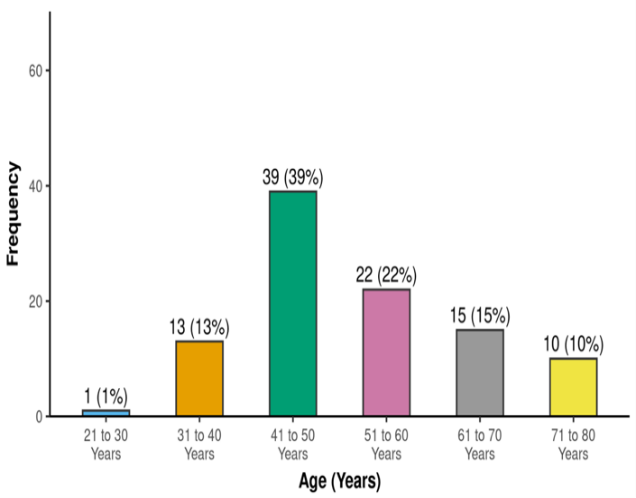 60
40
20
0
Frequency
1 (1%)
13 (13%)
39 (39%)
22 (22%)
15 (15%)
10 (10%)
21 to 30
Years
31 to 40
Years
41 to 50
Years
51 to 60
Years
61 to 70
Years
71 to 80
Years
Age (Years)